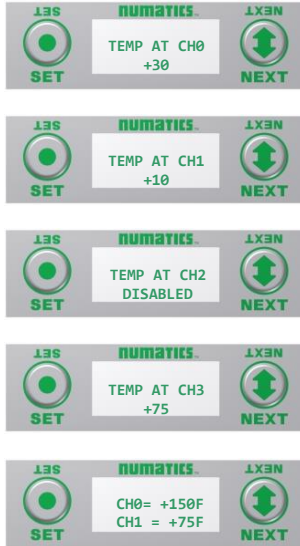 SET numatics. NEXT
TEMP AT CH0
+30
SET NEXT
SET numatics. NEXT
TEMP AT CH1
+10
SET NEXT
SET numatics. NEXT
TEMP AT CH2
DISABLED
SET NEXT
SET numatics. NEXT
TEMP AT CH3
+75
SET NEXT
SET numatics. NEXT
CH0= +150F
CH1 = +75F
SET NEXT